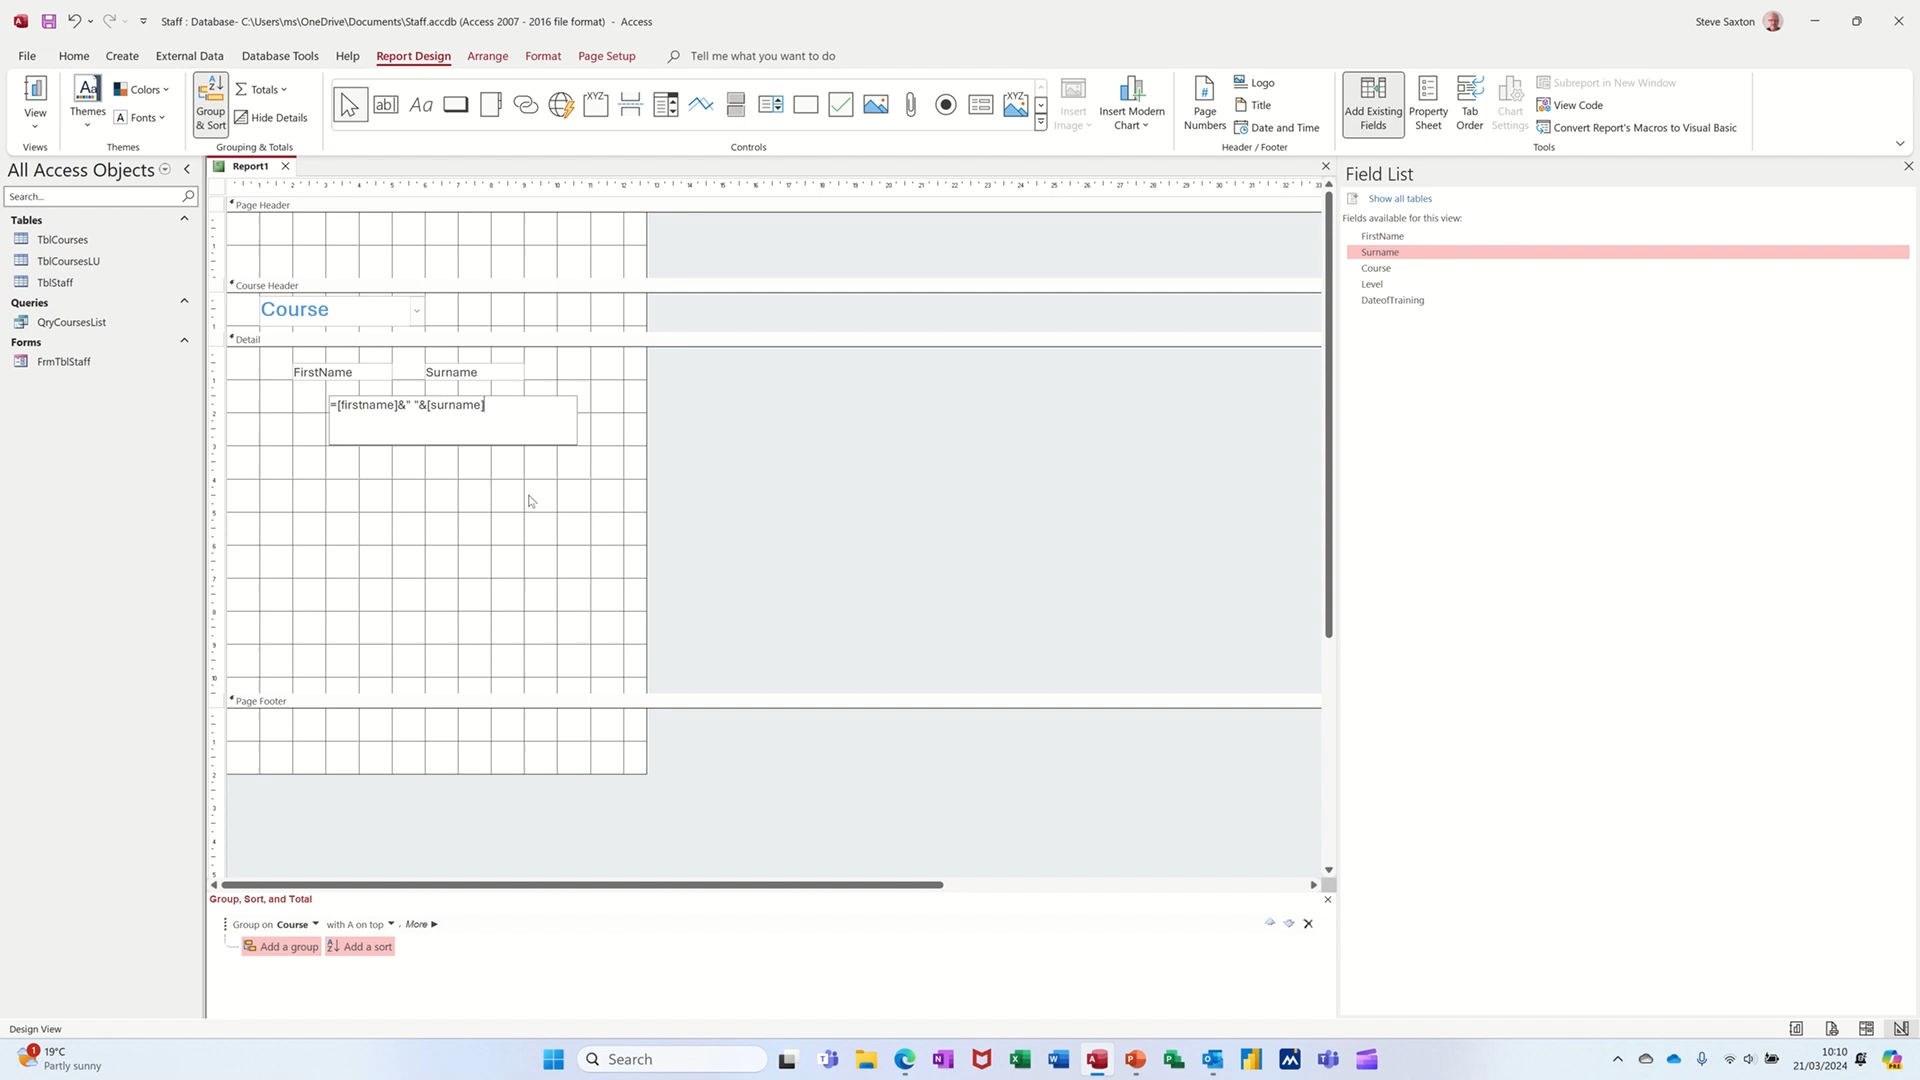 Staff : Database- C:\Users\ms\OneDrive\Documents\Staff.accdb (Access 2007 - 2016 file format) - Access
Steve Saxton
File Home Create External Data Database Tools Help Report Design Arrange Format Page Setup Tell me what you want to do
View
Views
Themes
Colors
Fonts
Themes
Group & Sort
Totals
Hide Details
Grouping & Totals
Controls
Insert Image
Insert Modern Chart
Page Numbers
Logo
Title
Date and Time
Header / Footer
Add Existing Fields
Property Sheet
Tab Order
Chart Settings
Subreport in New Window
View Code
Convert Report's Macros to Visual Basic
Tools
All Access Objects
Search...
Tables
TblCourses
TblCoursesLU
TblStaff
Queries
QryCoursesList
Forms
FrmTblStaff
Report1
Page Header
Course Header
Course
Detail
FirstName Surname
=[firstname]&" "&[surname]
Page Footer
Group, Sort, and Total
Group on Course with A on top , More
Add a group Add a sort
Field List
Show all tables
Fields available for this view:
FirstName
Surname
Course
Level
DateofTraining
Design View
19°C
Partly sunny
Search
10:10
21/03/2024